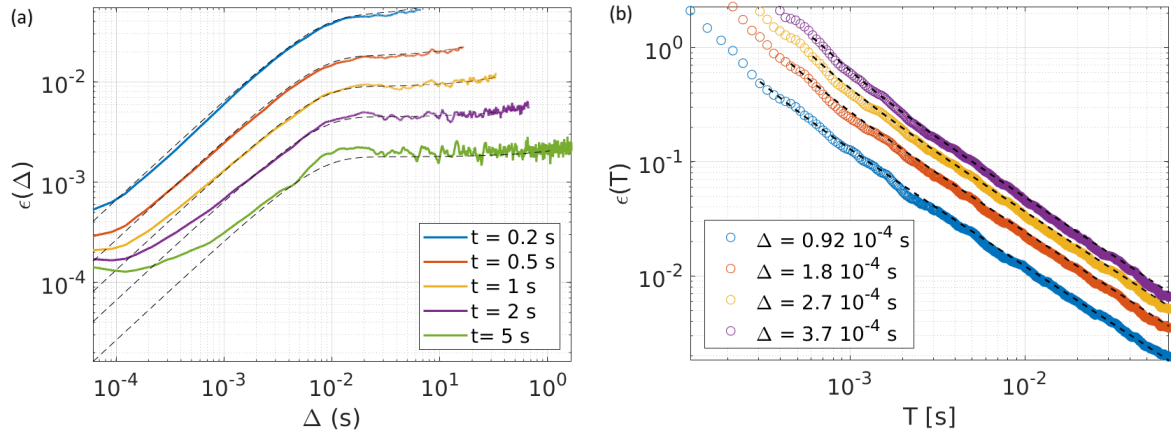 (a)
10^-2
10^-3
10^-4
ϵ(Δ)
10^-4 10^-3 10^-2 10^-1 10^0
Δ (s)
t = 0.2 s
t = 0.5 s
t = 1 s
t = 2 s
t= 5 s
(b)
10^0
10^-1
10^-2
ϵ(T)
10^-3 10^-2
T [s]
Δ = 0.92 10^-4 s
Δ = 1.8 10^-4 s
Δ = 2.7 10^-4 s
Δ = 3.7 10^-4 s